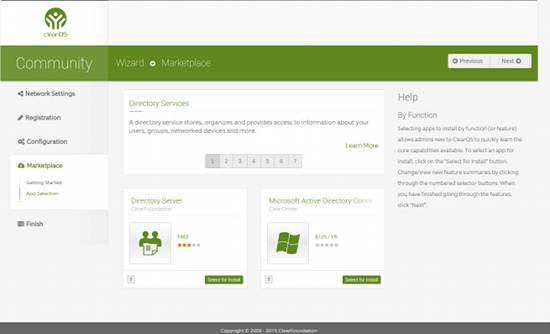 clearOS
Community
Wizard Marketplace
Previous
Next
Network Settings
Registration
Configuration
Marketplace
Getting Started
App Selection
Finish
Directory Services
A directory service stores, organizes and provides access to information about your
users, groups, networked devices and more.
Learn More
1 2 3 4 5 6 7
Directory Server
ClearFoundation
FREE
?
Select for Install
Microsoft Active Directory Conne
ClearCenter
$125 / YR
?
Select for Install
Help
By Function
Selecting apps to install by function (or feature)
allows admins new to ClearOS to quickly learn the
core capabilities available. To select an app for
install, click on the "Select for Install" button.
Change/view new feature summaries by clicking
through the numbered selector buttons. When
you have finished going through the features,
click "Next".
Copyright © 2009 - 2015 ClearFoundation